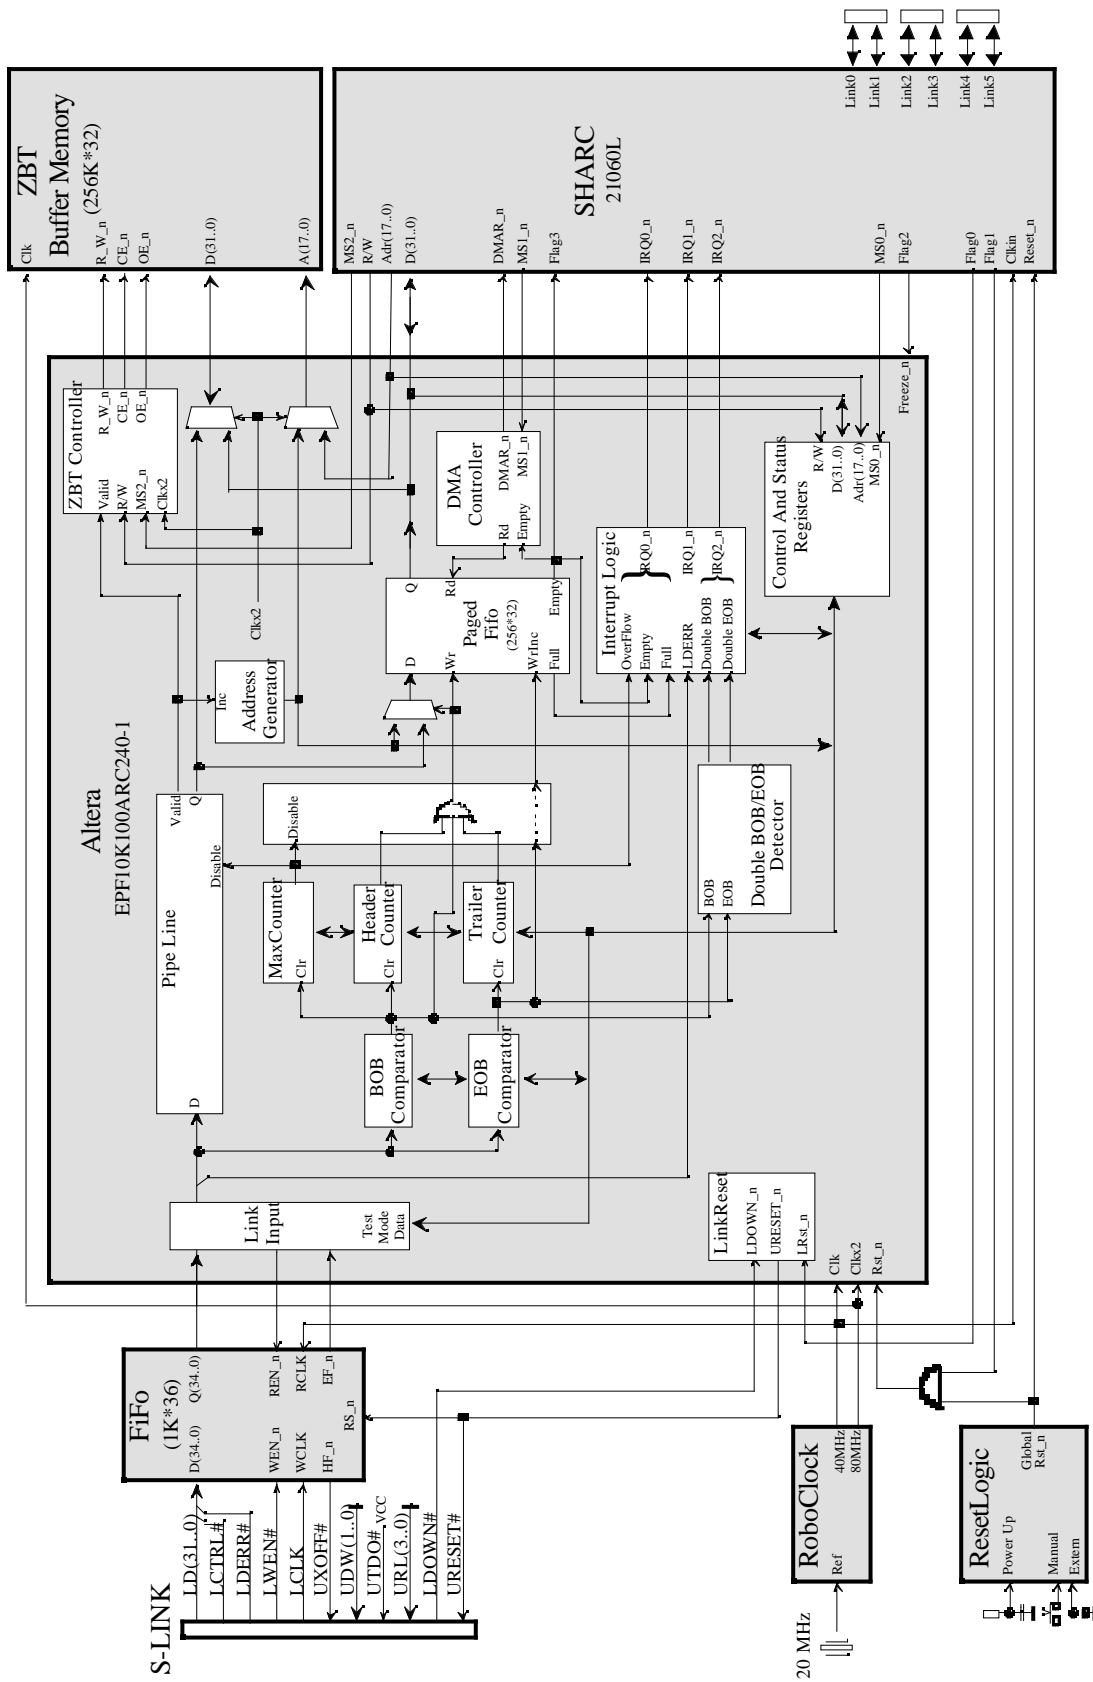 ZBT
Buffer Memory
(256K*32)
Clk
R_W_n
CE_n
OE_n
D(31..0)
A(17..0)
SHARC
21060L
MS2_n
R/W
Adr(17..0)
D(31..0)
DMAR_n
MS1_n
Flag3
IRQ0_n
IRQ1_n
IRQ2_n
MS0_n
Flag2
Flag0
Flag1
Clkin
Reset_n
Link0
Link1
Link2
Link3
Link4
Link5
Altera
EPF10K100ARC240-1
ZBT Controller
Valid
R/W
MS2_n
Clkx2
R_W_n
CE_n
OE_n
Clkx2
Inc
Address
Generator
Pipe Line
D
Valid
Q
Disable
DMA
Controller
Rd
Empty
DMAR_n
MS1_n
Paged
Fifo
(256*32)
D
Q
Wr
Rd
WrInc
Full
Empty
Interrupt Logic
OverFlow
Empty
Full
LDERR
Double BOB
Double EOB
IRQ0_n
IRQ1_n
IRQ2_n
Control And Status
Registers
R/W
D(31..0)
Adr(17..0)
MS0_n
Freeze_n
Disable
MaxCounter
Clr
Header
Counter
Clr
Trailer
Counter
Clr
Double BOB/EOB
Detector
BOB
EOB
BOB
Comparator
EOB
Comparator
Link
Input
Test
Mode
Data
LinkReset
LDOWN_n
URESET_n
LRst_n
Clk
Clkx2
Rst_n
FiFo
(1K*36)
D(34..0)
Q(34..0)
WEN_n
REN_n
WCLK
RCLK
HF_n
EF_n
RS_n
S-LINK
LD(31..0)
LCTRL#
LDERR#
LWEN#
LCLK
UXOFF#
UDW(1..0)
UTDO#
VCC
URL(3..0)
LDOWN#
URESET#
RoboClock
Ref
40MHz
80MHz
20 MHz
ResetLogic
Power Up
Manual
Extern
Global
Rst_n